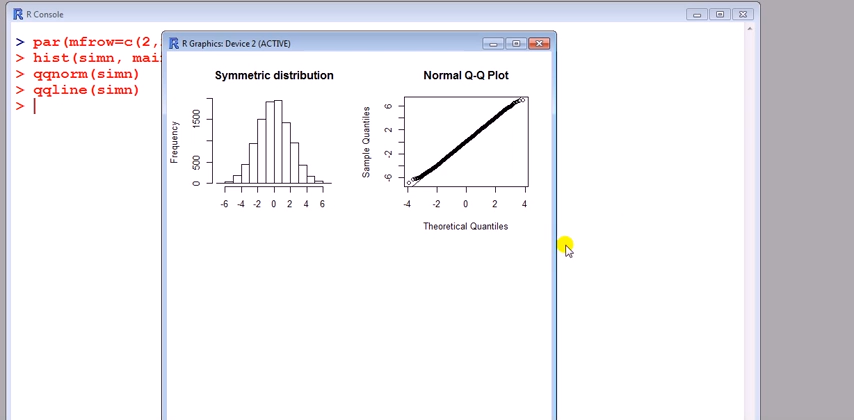 R Console
> par(mfrow=c(2,
> hist(simn, mai
> qqnorm(simn)
> qqline(simn)
>
R Graphics: Device 2 (ACTIVE)
Symmetric distribution
Frequency
0 500 1500
-6 -4 -2 0 2 4 6
Normal Q-Q Plot
Sample Quantiles
-6 -2 2 6
-4 -2 0 2 4
Theoretical Quantiles